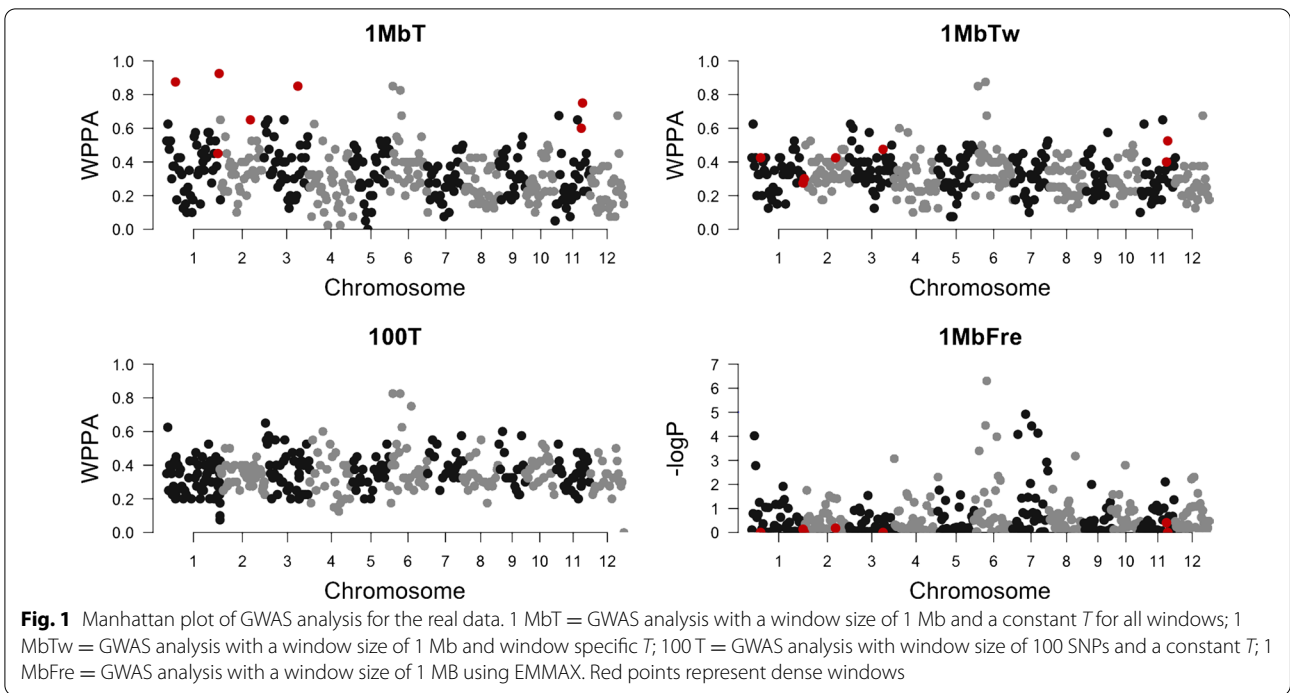 1MbT
1.0
0.8
0.6
0.4
0.2
0.0
WPPA
1 2 3 4 5 6 7 8 9 10 11 12
Chromosome
1MbTw
1.0
0.8
0.6
0.4
0.2
0.0
WPPA
1 2 3 4 5 6 7 8 9 10 11 12
Chromosome
100T
1.0
0.8
0.6
0.4
0.2
0.0
WPPA
1 2 3 4 5 6 7 8 9 10 11 12
Chromosome
1MbFre
7
6
5
4
3
2
1
0
-logP
1 2 3 4 5 6 7 8 9 10 11 12
Chromosome
Fig. 1 Manhattan plot of GWAS analysis for the real data. 1 MbT = GWAS analysis with a window size of 1 Mb and a constant T for all windows; 1
MbTw = GWAS analysis with a window size of 1 Mb and window specific T; 100 T = GWAS analysis with window size of 100 SNPs and a constant T; 1
MbFre = GWAS analysis with a window size of 1 MB using EMMAX. Red points represent dense windows